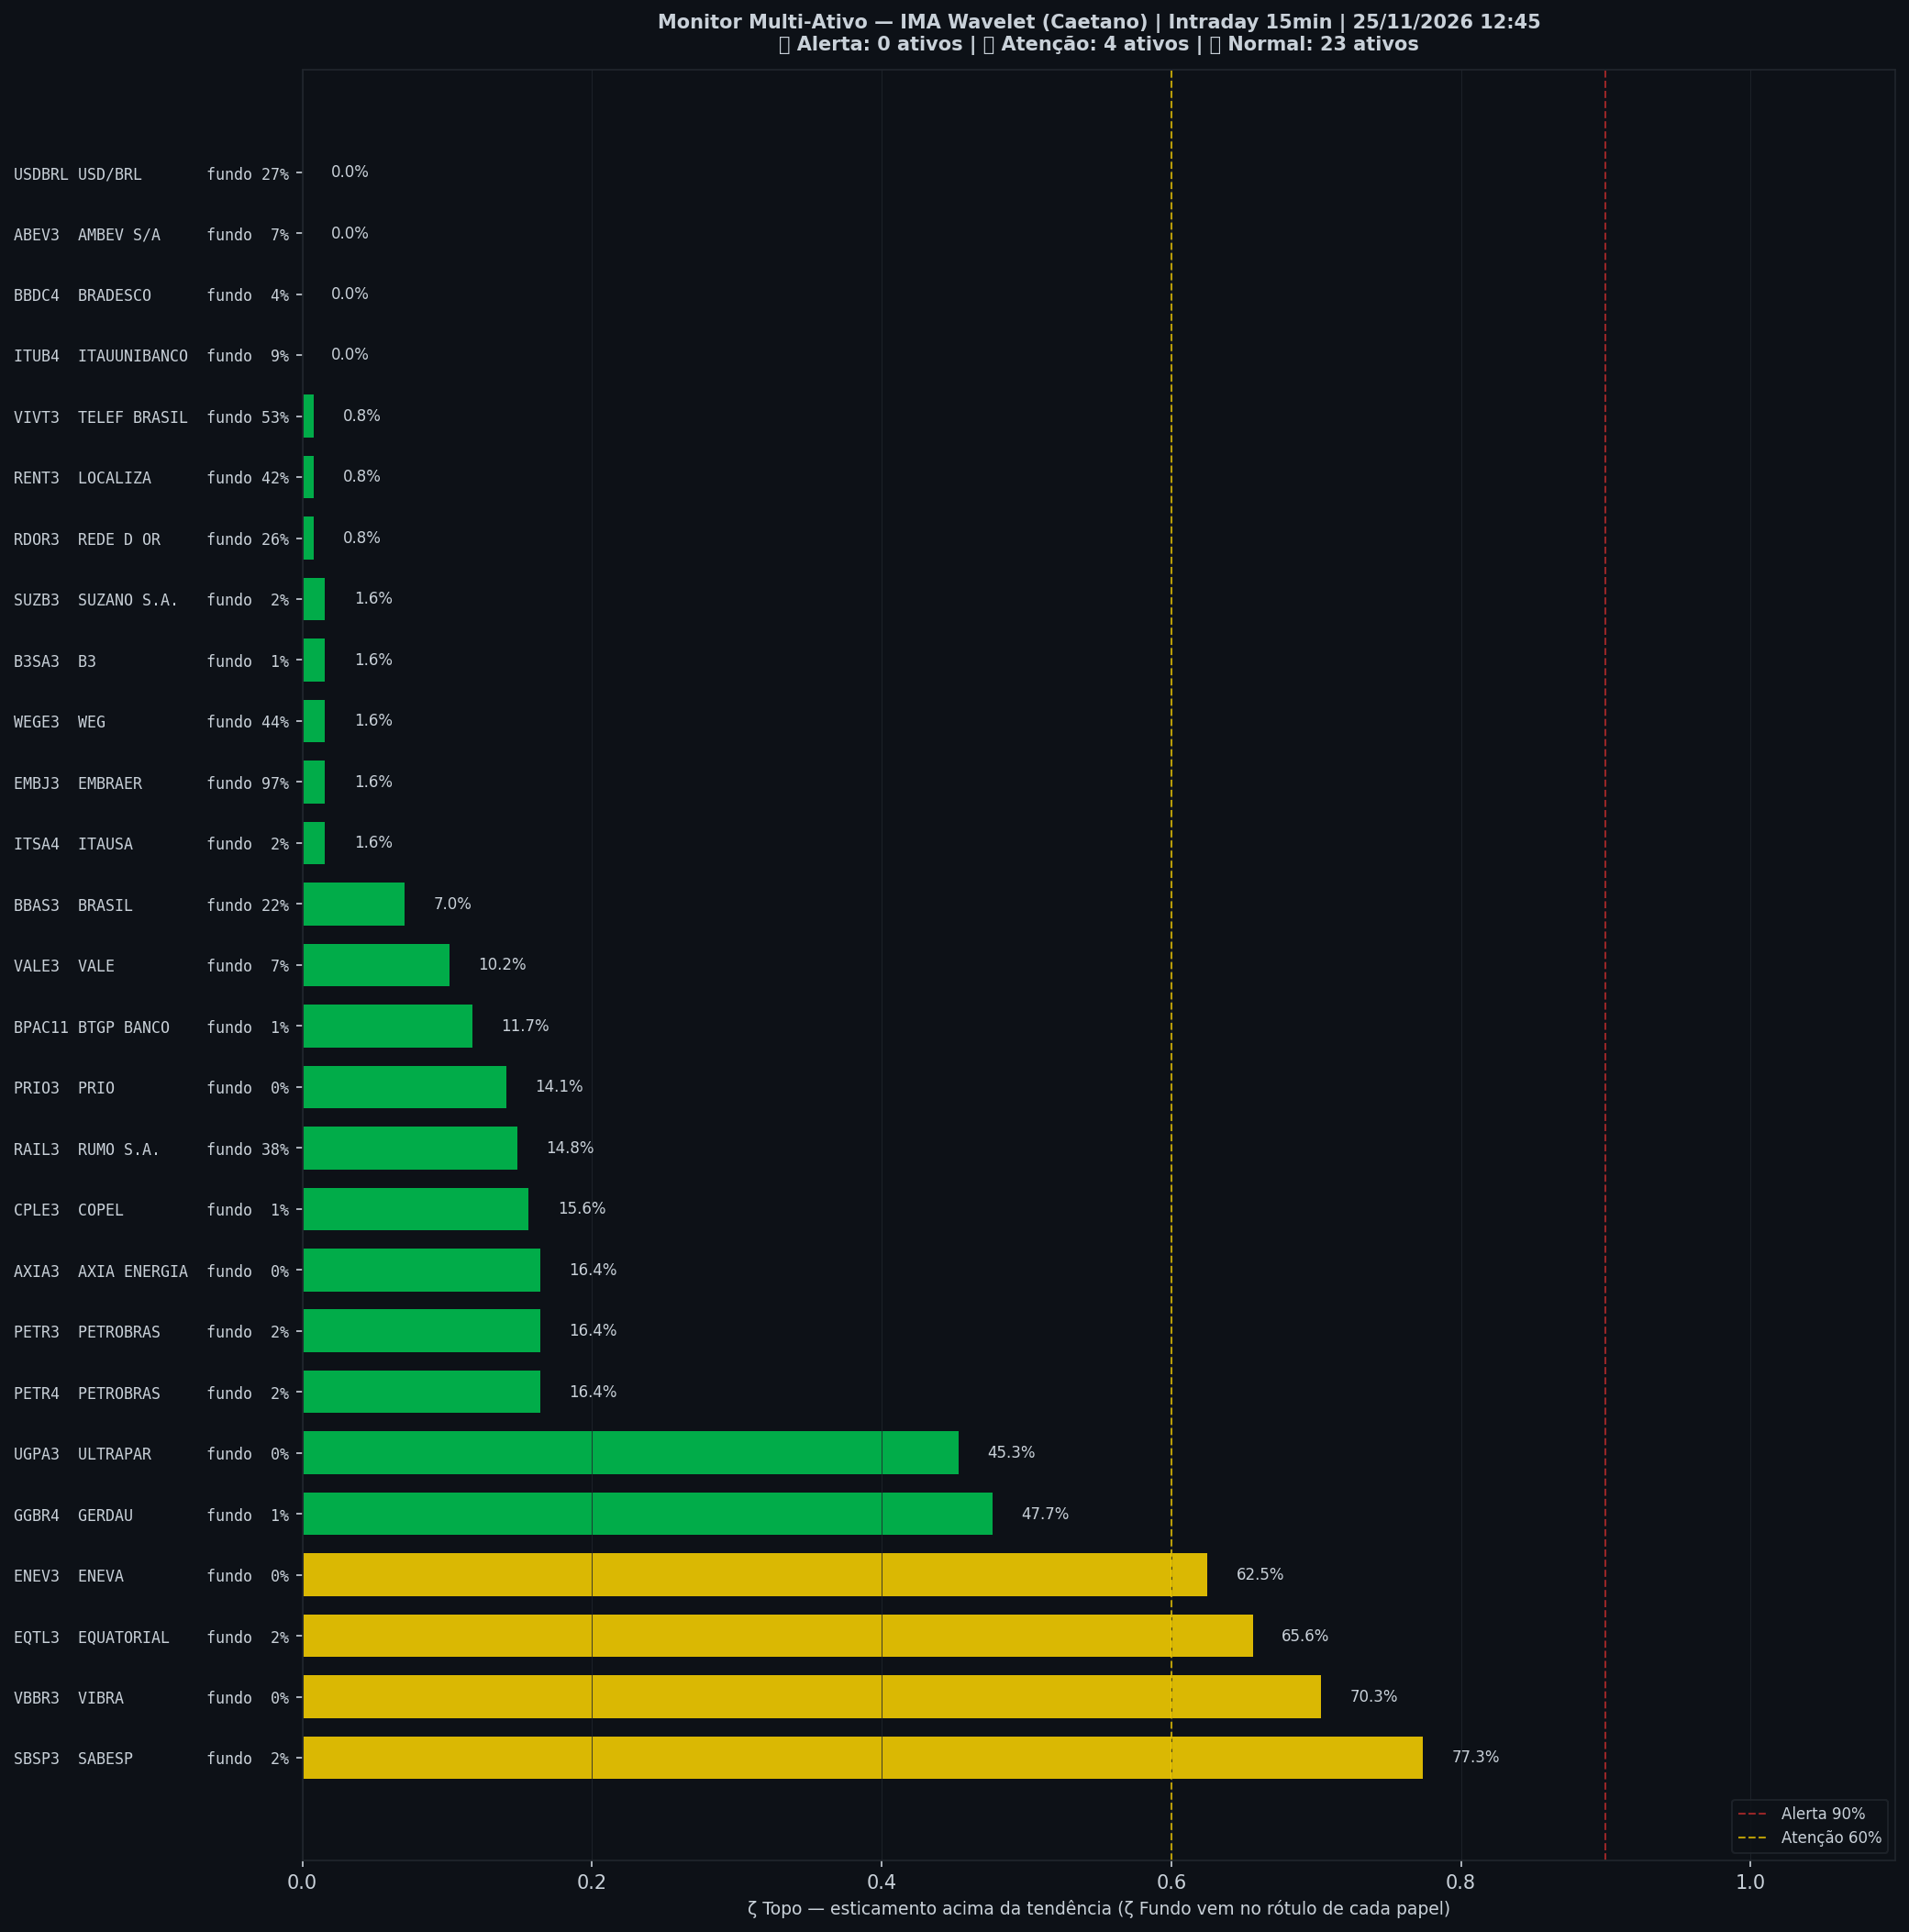 Monitor Multi-Ativo — IMA Wavelet (Caetano) | Intraday 15min | 25/11/2026 12:45
▯ Alerta: 0 ativos | ▯ Atenção: 4 ativos | ▯ Normal: 23 ativos
USDBRL USD/BRL fundo 27% 0.0%
ABEV3 AMBEV S/A fundo 7% 0.0%
BBDC4 BRADESCO fundo 4% 0.0%
ITUB4 ITAUUNIBANCO fundo 9% 0.0%
VIVT3 TELEF BRASIL fundo 53% 0.8%
RENT3 LOCALIZA fundo 42% 0.8%
RDOR3 REDE D OR fundo 26% 0.8%
SUZB3 SUZANO S.A. fundo 2% 1.6%
B3SA3 B3 fundo 1% 1.6%
WEGE3 WEG fundo 44% 1.6%
EMBJ3 EMBRAER fundo 97% 1.6%
ITSA4 ITAUSA fundo 2% 1.6%
BBAS3 BRASIL fundo 22% 7.0%
VALE3 VALE fundo 7% 10.2%
BPAC11 BTGP BANCO fundo 1% 11.7%
PRIO3 PRIO fundo 0% 14.1%
RAIL3 RUMO S.A. fundo 38% 14.8%
CPLE3 COPEL fundo 1% 15.6%
AXIA3 AXIA ENERGIA fundo 0% 16.4%
PETR3 PETROBRAS fundo 2% 16.4%
PETR4 PETROBRAS fundo 2% 16.4%
UGPA3 ULTRAPAR fundo 0% 45.3%
GGBR4 GERDAU fundo 1% 47.7%
ENEV3 ENEVA fundo 0% 62.5%
EQTL3 EQUATORIAL fundo 2% 65.6%
VBBR3 VIBRA fundo 0% 70.3%
SBSP3 SABESP fundo 2% 77.3%
Alerta 90%
Atenção 60%
0.0 0.2 0.4 0.6 0.8 1.0
ζ Topo — esticamento acima da tendência (ζ Fundo vem no rótulo de cada papel)